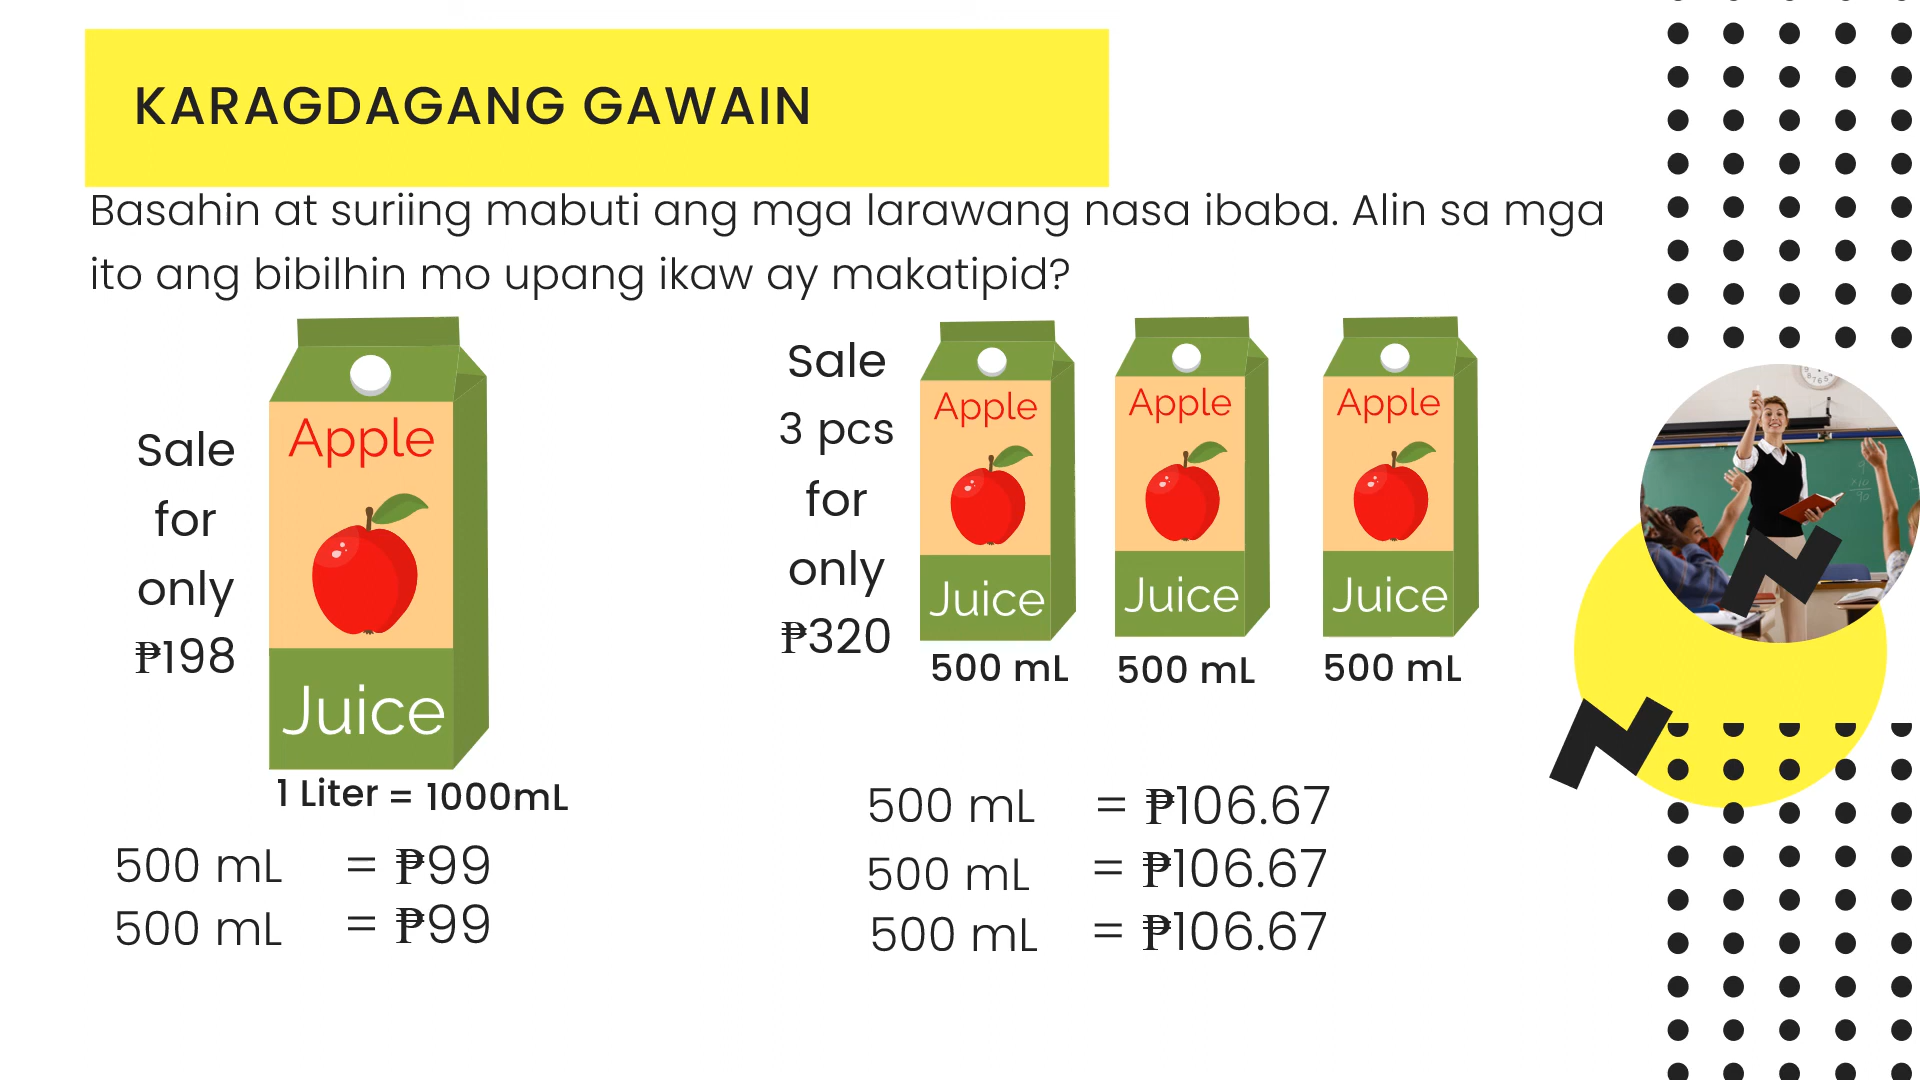 KARAGDAGANG GAWAIN
Basahin at suriing mabuti ang mga larawang nasa ibaba. Alin sa mga
ito ang bibilhin mo upang ikaw ay makatipid?
Sale
for
only
₱198
Apple
Juice
1 Liter = 1000mL
500 mL = ₱99
500 mL = ₱99
Sale
3 pcs
for
only
₱320
Apple
Juice
500 mL
Apple
Juice
500 mL
Apple
Juice
500 mL
500 mL = ₱106.67
500 mL = ₱106.67
500 mL = ₱106.67